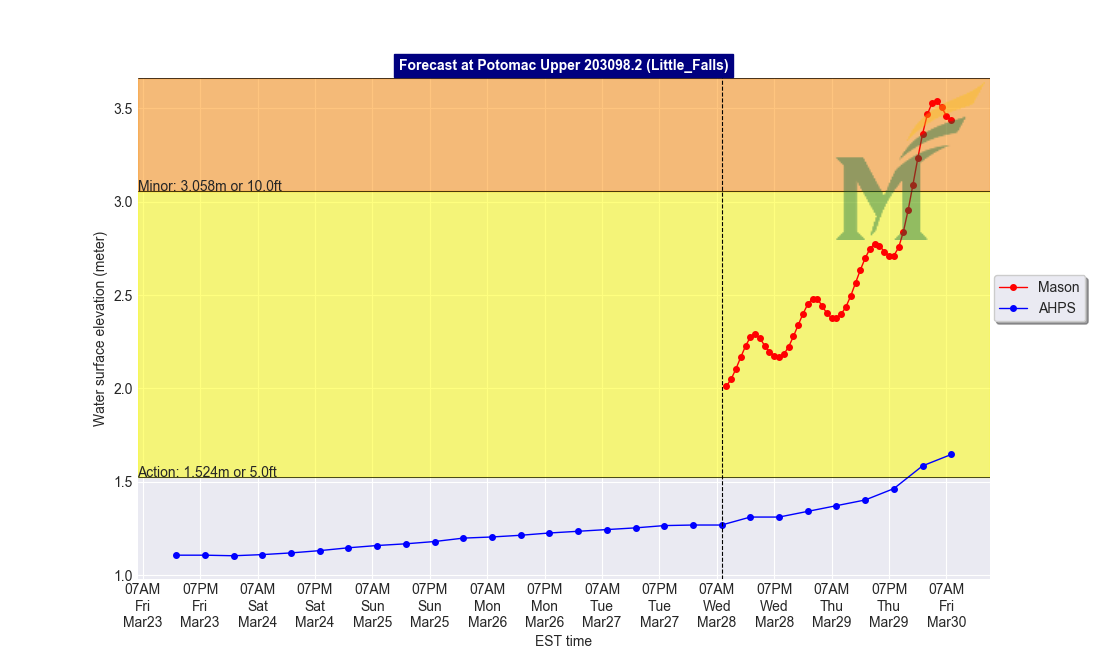 Forecast at Potomac Upper 203098.2 (Little_Falls)
3.5
Minor: 3.058m or 10.0ft
3.0
2.5
2.0
Action: 1.524m or 5.0ft
1.5
1.0
Water surface elevation (meter)
M
Mason
AHPS
07AM 07PM 07AM 07PM 07AM 07PM 07AM 07PM 07AM 07PM 07AM 07PM 07AM 07PM 07AM
Fri Fri Sat Sat Sun Sun Mon Mon Tue Tue Wed Wed Thu Thu Fri
Mar23 Mar23 Mar24 Mar24 Mar25 Mar25 Mar26 Mar26 Mar27 Mar27 Mar28 Mar28 Mar29 Mar29 Mar30
EST time